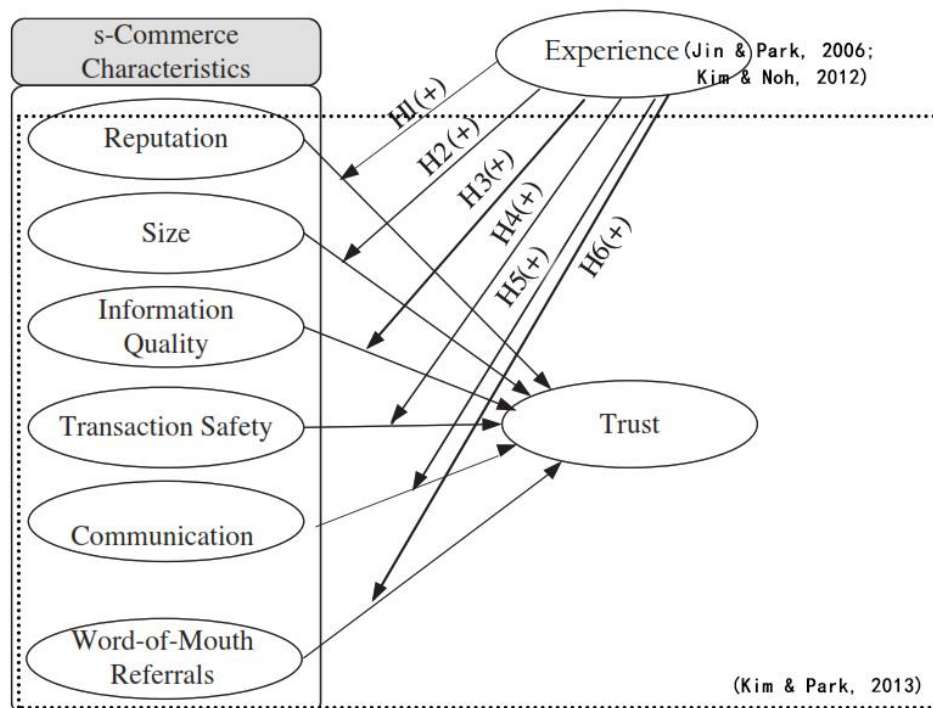 s-Commerce
Characteristics
Experience (Jin & Park, 2006;
Kim & Noh, 2012)
Reputation
H1(+)
H2(+)
H3(+)
H4(+)
H5(+)
H6(+)
Size
Information
Quality
Transaction Safety
Trust
Communication
Word-of-Mouth
Referrals
(Kim & Park, 2013)